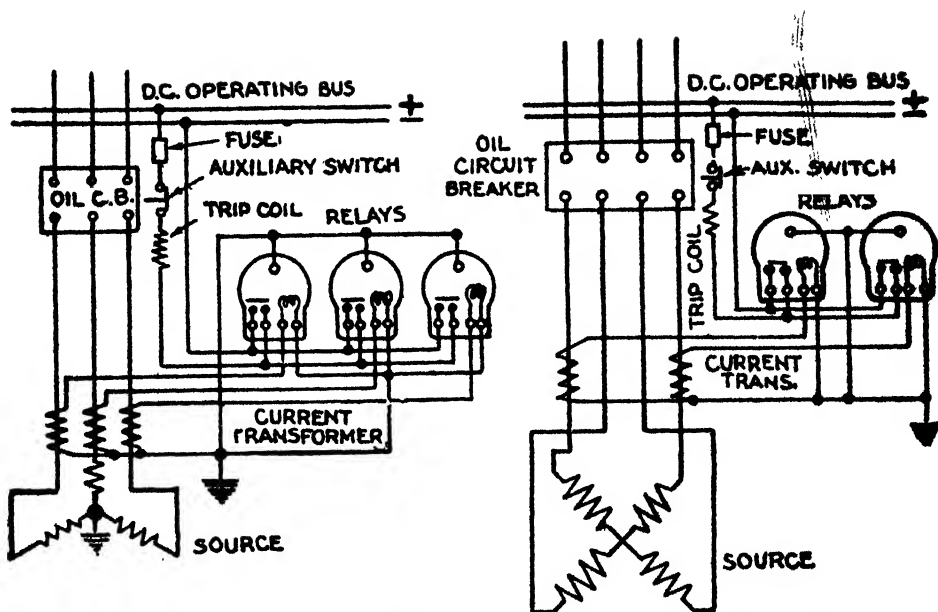 D.C. OPERATING BUS
+
−
FUSE
AUXILIARY SWITCH
OIL C.B.
TRIP COIL
RELAYS
CURRENT
TRANSFORMER
SOURCE
D.C. OPERATING BUS
+
−
OIL
CIRCUIT
BREAKER
FUSE
AUX. SWITCH
RELAYS
TRIP COIL
CURRENT
TRANS.
SOURCE